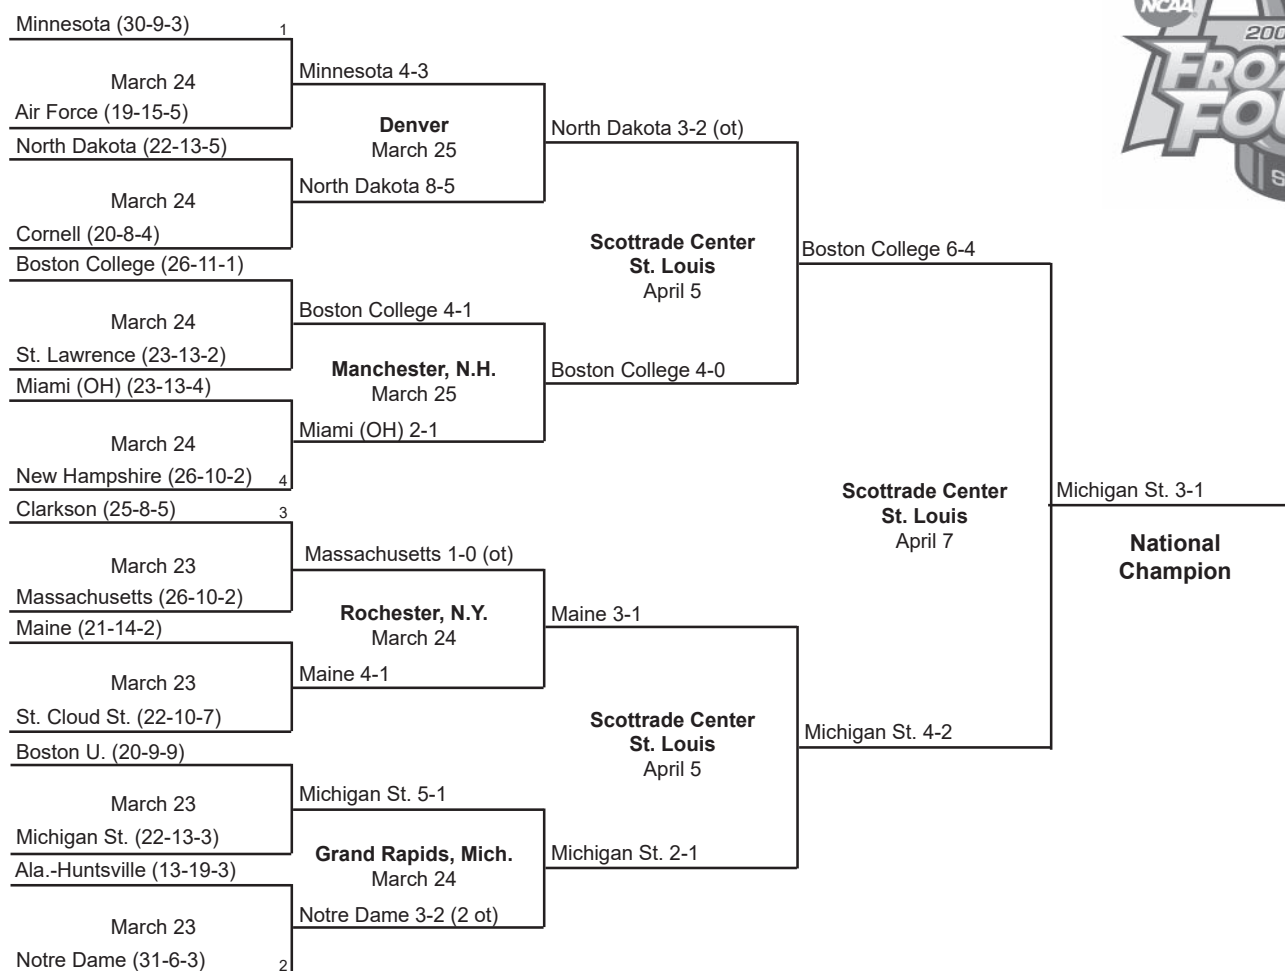 Minnesota (30-9-3) 1
March 24
Air Force (19-15-5)
North Dakota (22-13-5)
March 24
Cornell (20-8-4)
Boston College (26-11-1)
March 24
St. Lawrence (23-13-2)
Miami (OH) (23-13-4)
March 24
New Hampshire (26-10-2) 4
Clarkson (25-8-5) 3
March 23
Massachusetts (26-10-2)
Maine (21-14-2)
March 23
St. Cloud St. (22-10-7)
Boston U. (20-9-9)
March 23
Michigan St. (22-13-3)
Ala.-Huntsville (13-19-3)
March 23
Notre Dame (31-6-3) 2
Minnesota 4-3
Denver
March 25
North Dakota 8-5
Boston College 4-1
Manchester, N.H.
March 25
Miami (OH) 2-1
Massachusetts 1-0 (ot)
Rochester, N.Y.
March 24
Maine 4-1
Michigan St. 5-1
Grand Rapids, Mich.
March 24
Notre Dame 3-2 (2 ot)
North Dakota 3-2 (ot)
Scottrade Center
St. Louis
April 5
Boston College 4-0
Maine 3-1
Scottrade Center
St. Louis
April 5
Michigan St. 2-1
Boston College 6-4
Scottrade Center
St. Louis
April 7
Michigan St. 4-2
Michigan St. 3-1
National
Champion
NCAA
200
FROZ
FOU
S